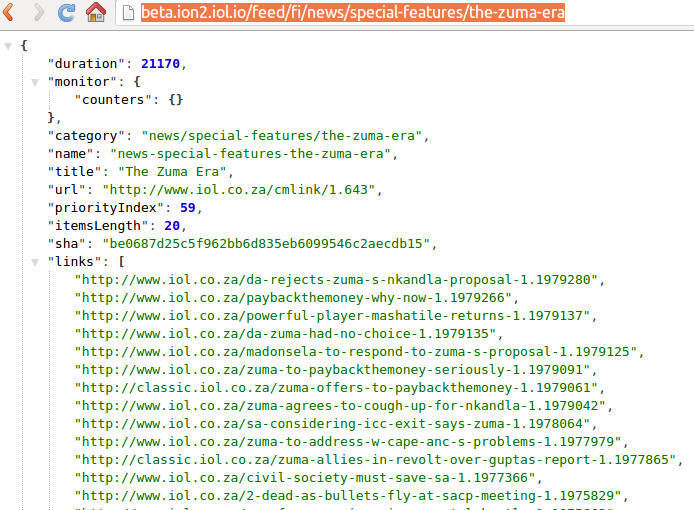 beta.ion2.iol.io/feed/fi/news/special-features/the-zuma-era
{
"duration": 21170,
"monitor": {
"counters": {}
},
"category": "news/special-features/the-zuma-era",
"name": "news-special-features-the-zuma-era",
"title": "The Zuma Era",
"url": "http://www.iol.co.za/cmlink/1.643",
"priorityIndex": 59,
"itemsLength": 20,
"sha": "be0687d25c5f962bb6d835eb6099546c2aecdb15",
"links": [
"http://www.iol.co.za/da-rejects-zuma-s-nkandla-proposal-1.1979280",
"http://www.iol.co.za/paybackthemoney-why-now-1.1979266",
"http://www.iol.co.za/powerful-player-mashatile-returns-1.1979137",
"http://www.iol.co.za/da-zuma-had-no-choice-1.1979135",
"http://www.iol.co.za/madonsela-to-respond-to-zuma-s-proposal-1.1979125",
"http://www.iol.co.za/zuma-to-paybackthemoney-seriously-1.1979091",
"http://classic.iol.co.za/zuma-offers-to-paybackthemoney-1.1979061",
"http://www.iol.co.za/zuma-agrees-to-cough-up-for-nkandla-1.1979042",
"http://www.iol.co.za/sa-considering-icc-exit-says-zuma-1.1978064",
"http://www.iol.co.za/zuma-to-address-w-cape-anc-s-problems-1.1977979",
"http://classic.iol.co.za/zuma-allies-in-revolt-over-guptas-report-1.1977865",
"http://www.iol.co.za/civil-society-must-save-sa-1.1977366",
"http://www.iol.co.za/2-dead-as-bullets-fly-at-sacp-meeting-1.1975829",